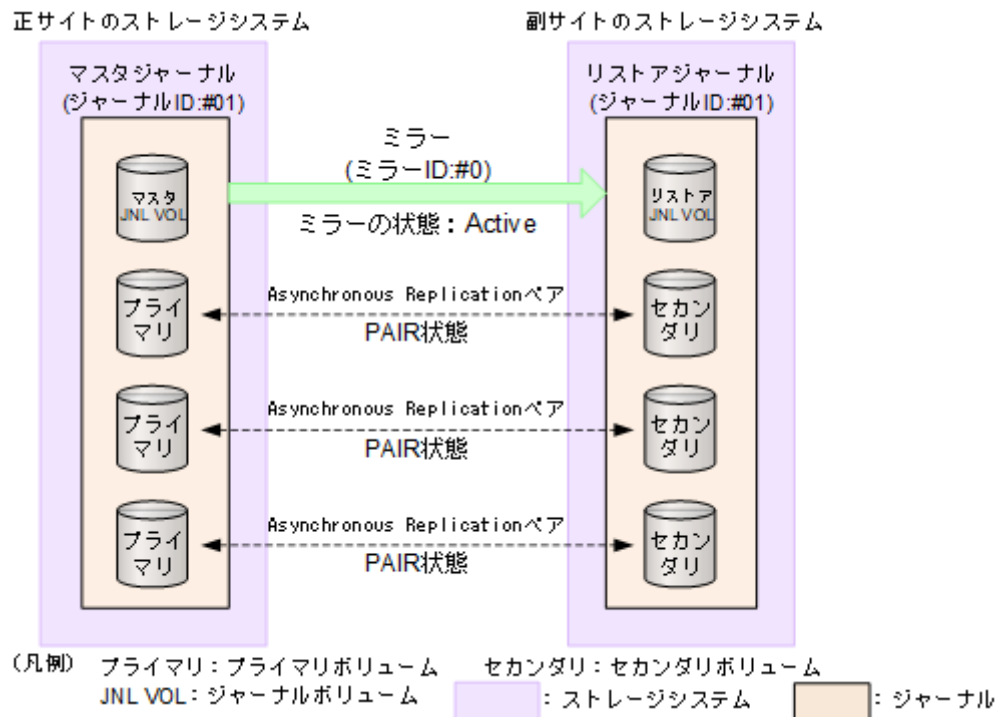 正サイトのストレージシステム
副サイトのストレージシステム
マスタジャーナル
(ジャーナルID:#01)
リストアジャーナル
(ジャーナルID:#01)
ミラー
(ミラーID:#0)
マスタ
JNL VOL
リストア
JNL VOL
ミラーの状態：Active
プライ
マリ
Asynchronous Replicationペア
PAIR状態
セカン
ダリ
プライ
マリ
Asynchronous Replicationペア
PAIR状態
セカン
ダリ
プライ
マリ
Asynchronous Replicationペア
PAIR状態
セカン
ダリ
(凡例) プライマリ：プライマリボリューム セカンダリ：セカンダリボリューム
JNL VOL：ジャーナルボリューム ：ストレージシステム ：ジャーナル